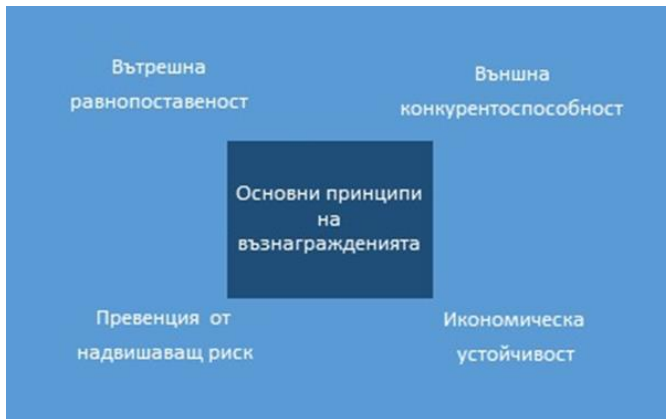 Вътрешна
равнопоставеност
Външна
конкурентоспособност
Основни принципи
на
възнагражденията
Превенция от
надвишаващ риск
Икономическа
устойчивост